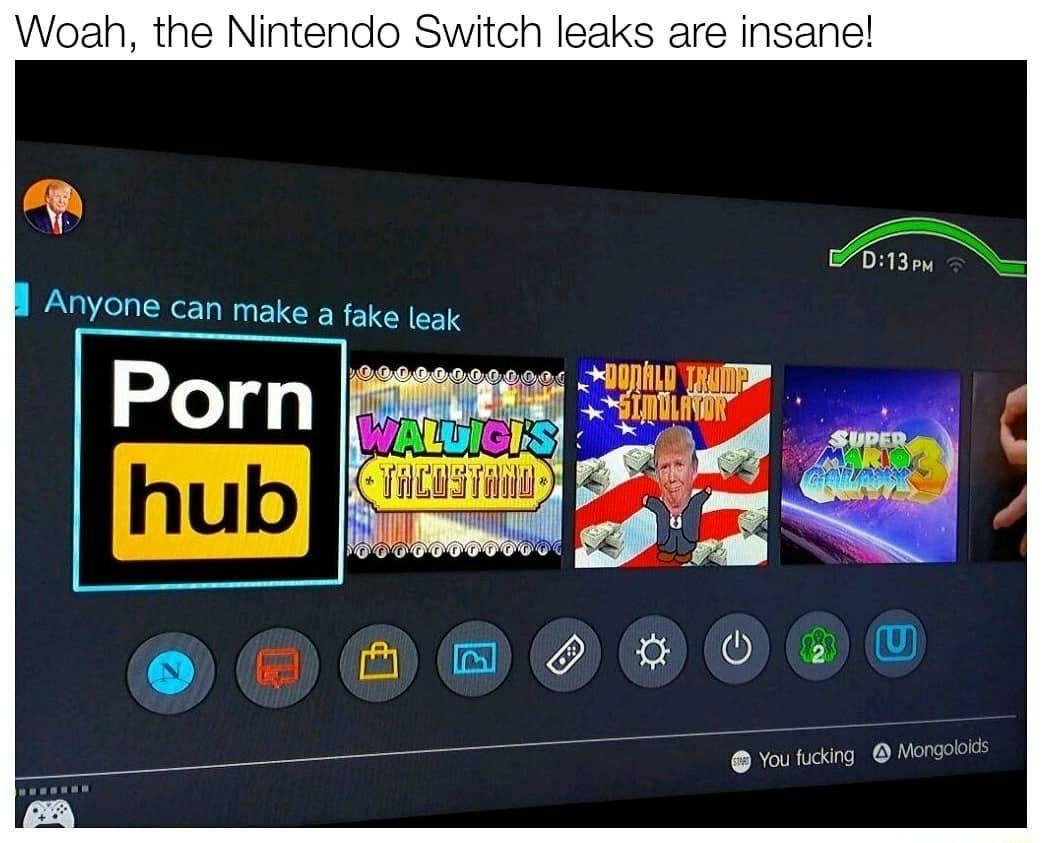 Woah, the Nintendo Switch leaks are insane!
D:13 PM
Anyone can make a fake leak
Porn
hub
WALUIGI'S
TACOSTAND
DONALD TRUMP
SIMULATOR
SUPER
MARIO
GALAXY 3
N
2
U
START You fucking A Mongoloids